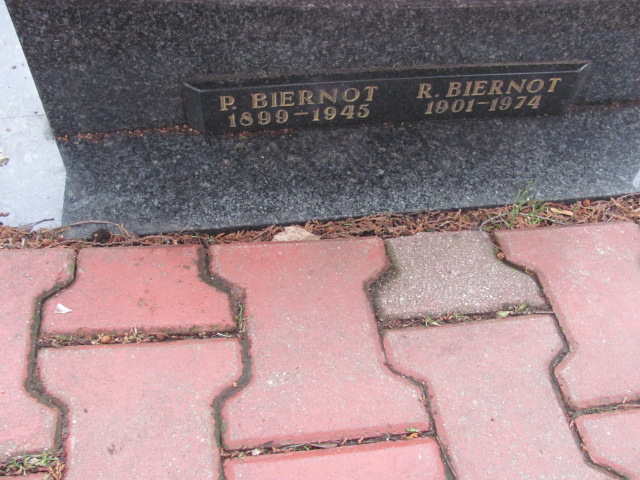 P. BIERNOT
1899-1945
R. BIERNOT
1901-1974